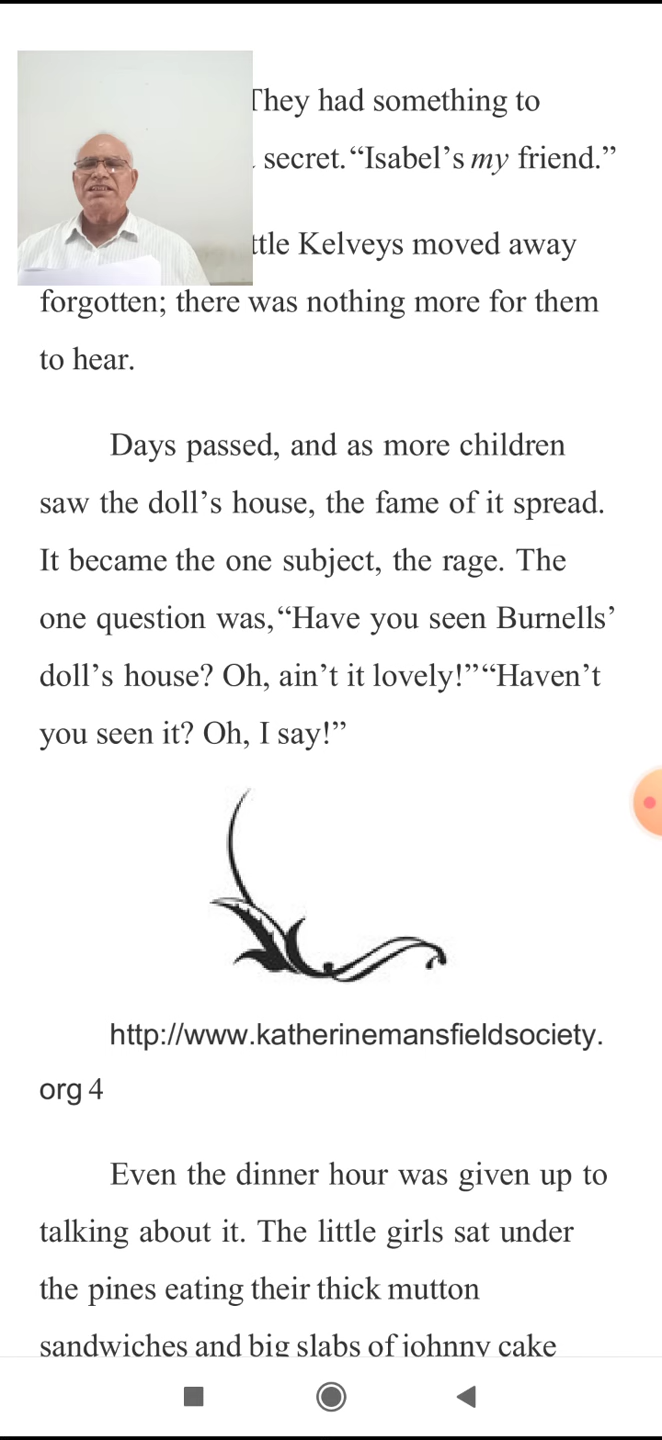 They had something to
secret.“Isabel’s my friend.”
Kelveys moved away
forgotten; there was nothing more for them
to hear.
Days passed, and as more children
saw the doll’s house, the fame of it spread.
It became the one subject, the rage. The
one question was,“Have you seen Burnells’
doll’s house? Oh, ain’t it lovely!”“Haven’t
you seen it? Oh, I say!”
http://www.katherinemansfieldsociety.
org 4
Even the dinner hour was given up to
talking about it. The little girls sat under
the pines eating their thick mutton
sandwiches and big slabs of johnny cake